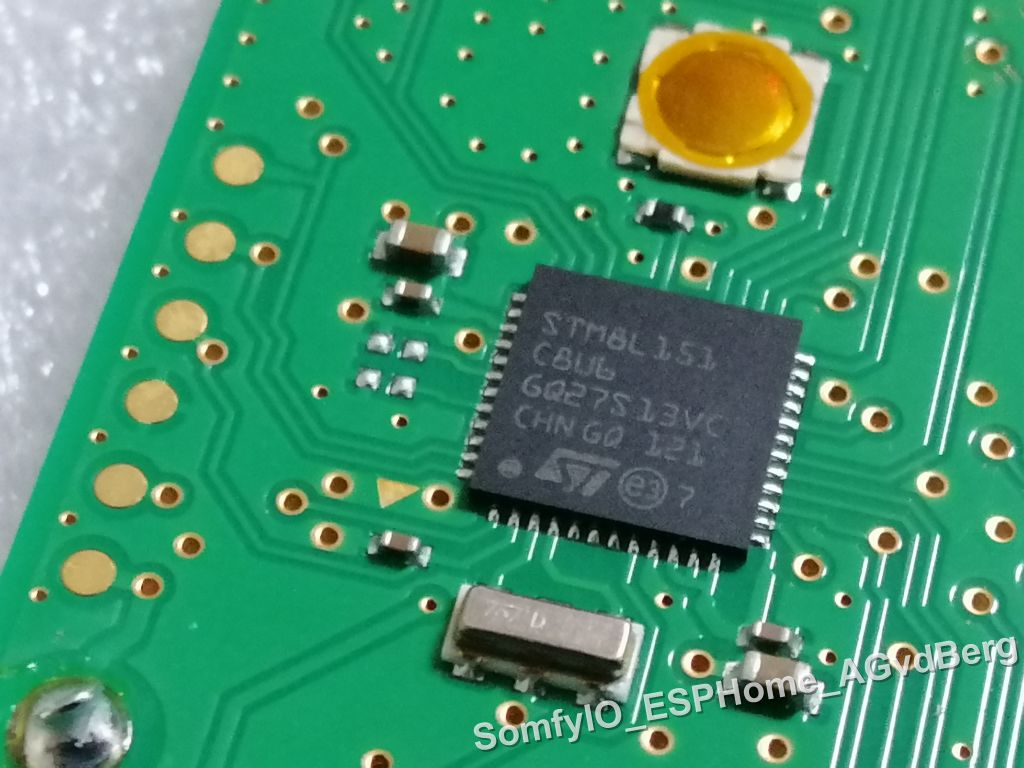 STM8L151
C8U6
GQ27S13VC
CHN GQ 121
ST e3 7
SomfyIO_ESPHome_AGvdBerg